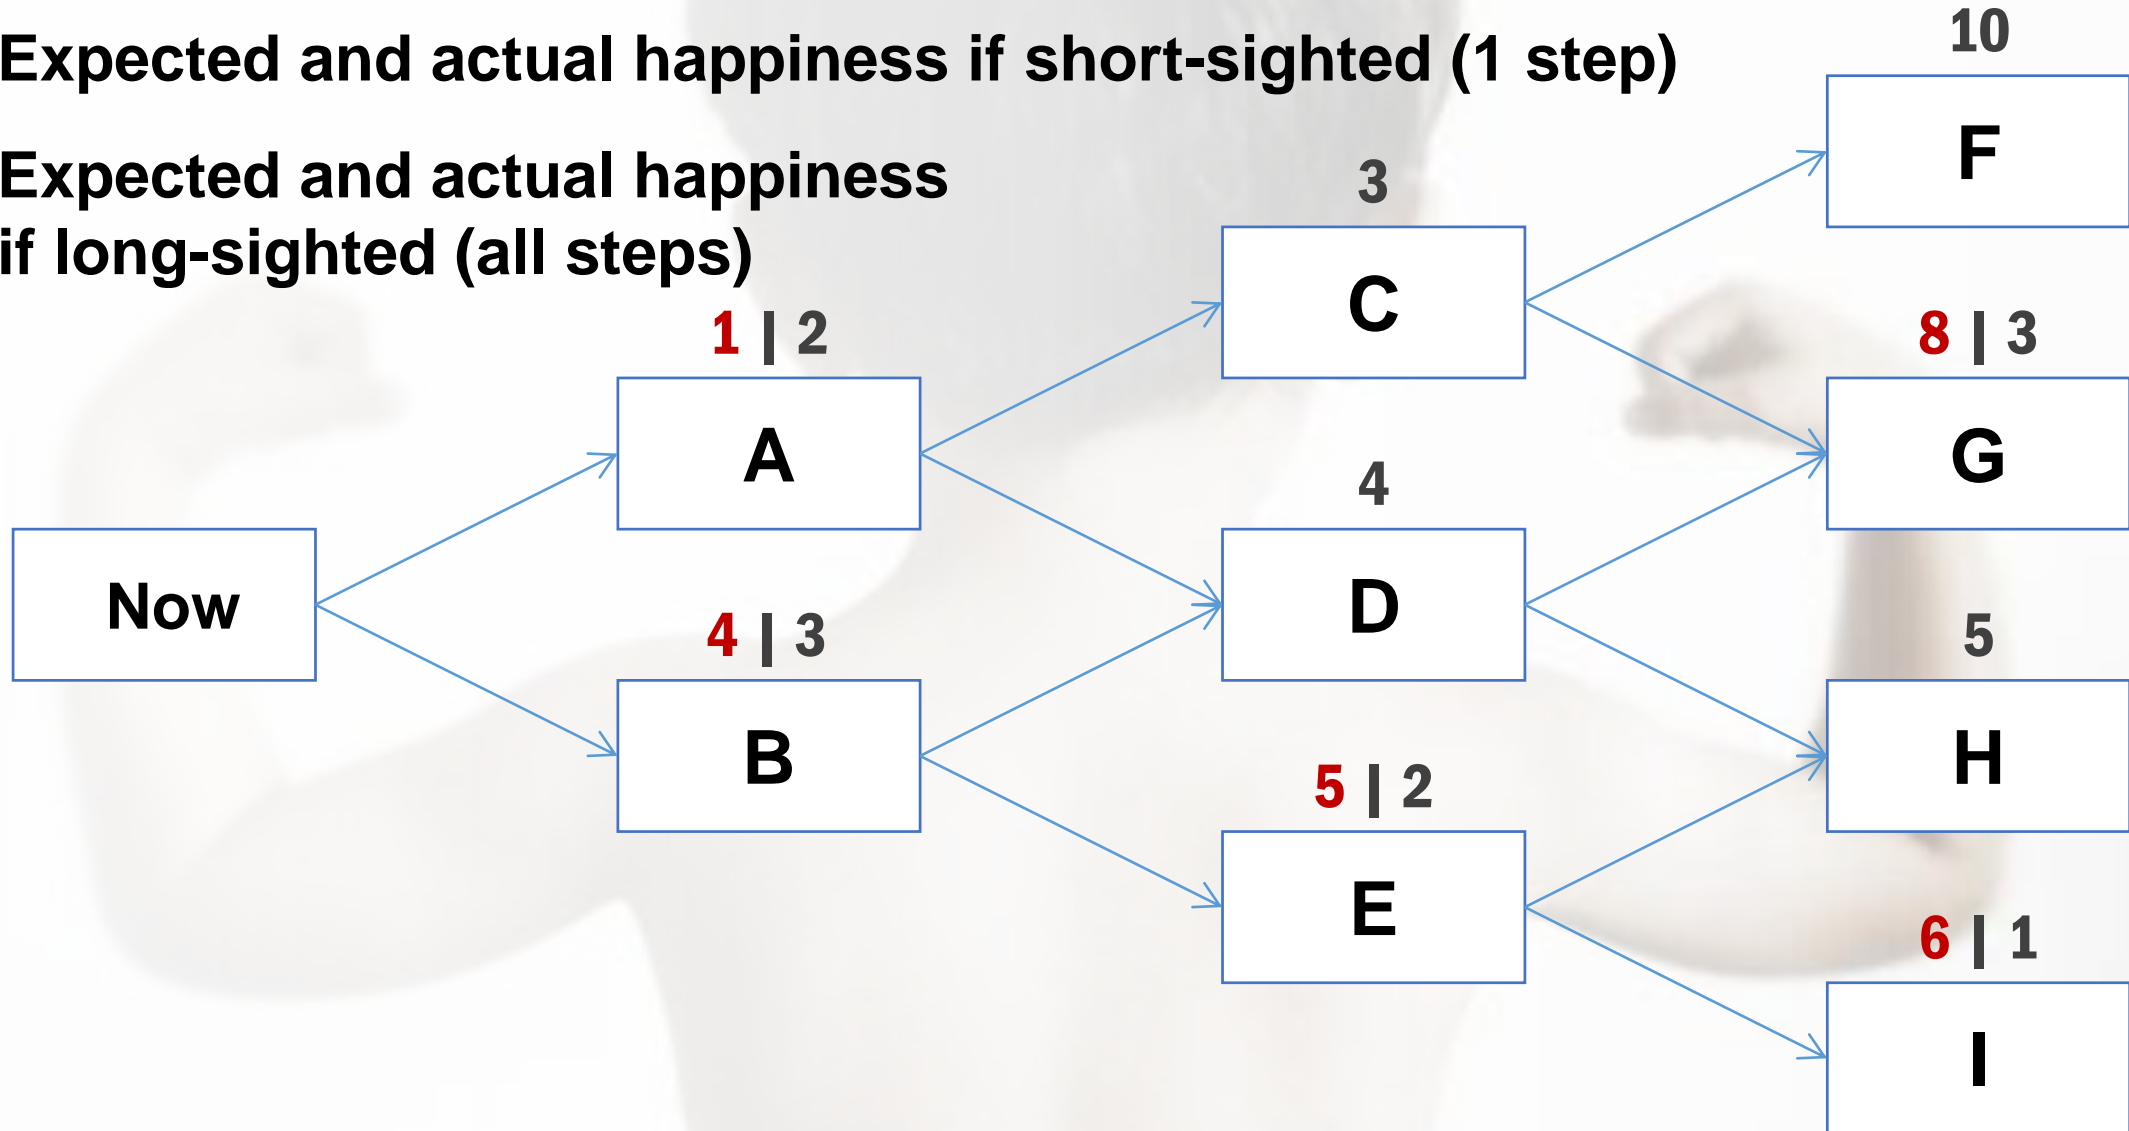 Expected and actual happiness if short-sighted (1 step)
Expected and actual happiness
if long-sighted (all steps)
10
F
3
C
1 | 2
A
8 | 3
G
Now
4
D
4 | 3
B
5
H
5 | 2
E
6 | 1
I